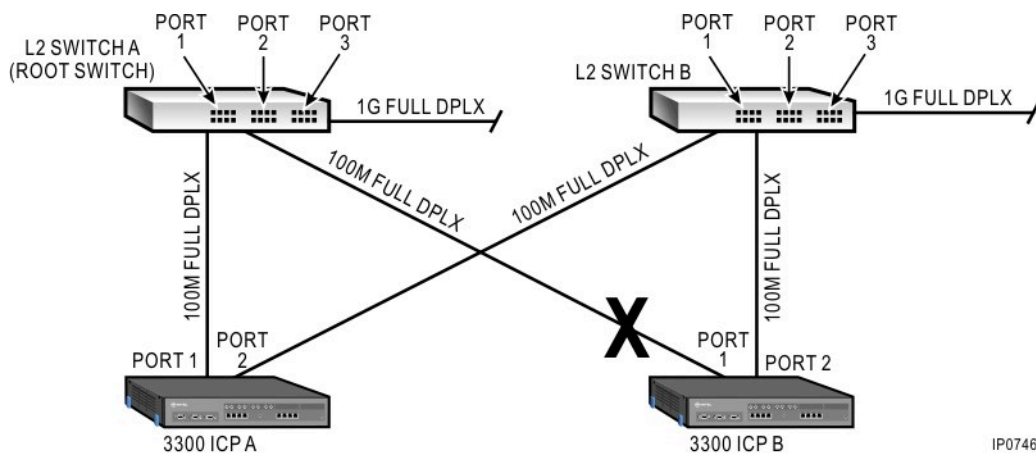 PORT 1
PORT 2
PORT 3
L2 SWITCH A
(ROOT SWITCH)
1G FULL DPLX
PORT 1
PORT 2
PORT 3
L2 SWITCH B
1G FULL DPLX
100M FULL DPLX
100M FULL DPLX
100M FULL DPLX
100M FULL DPLX
X
PORT 1
PORT 2
PORT 1
PORT 2
3300 ICP A
3300 ICP B
IP0746